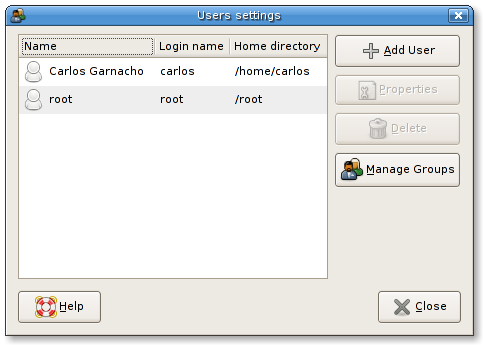 Users settings
Name Login name Home directory
Carlos Garnacho carlos /home/carlos
root root /root
Add User
Properties
Delete
Manage Groups
Help
Close